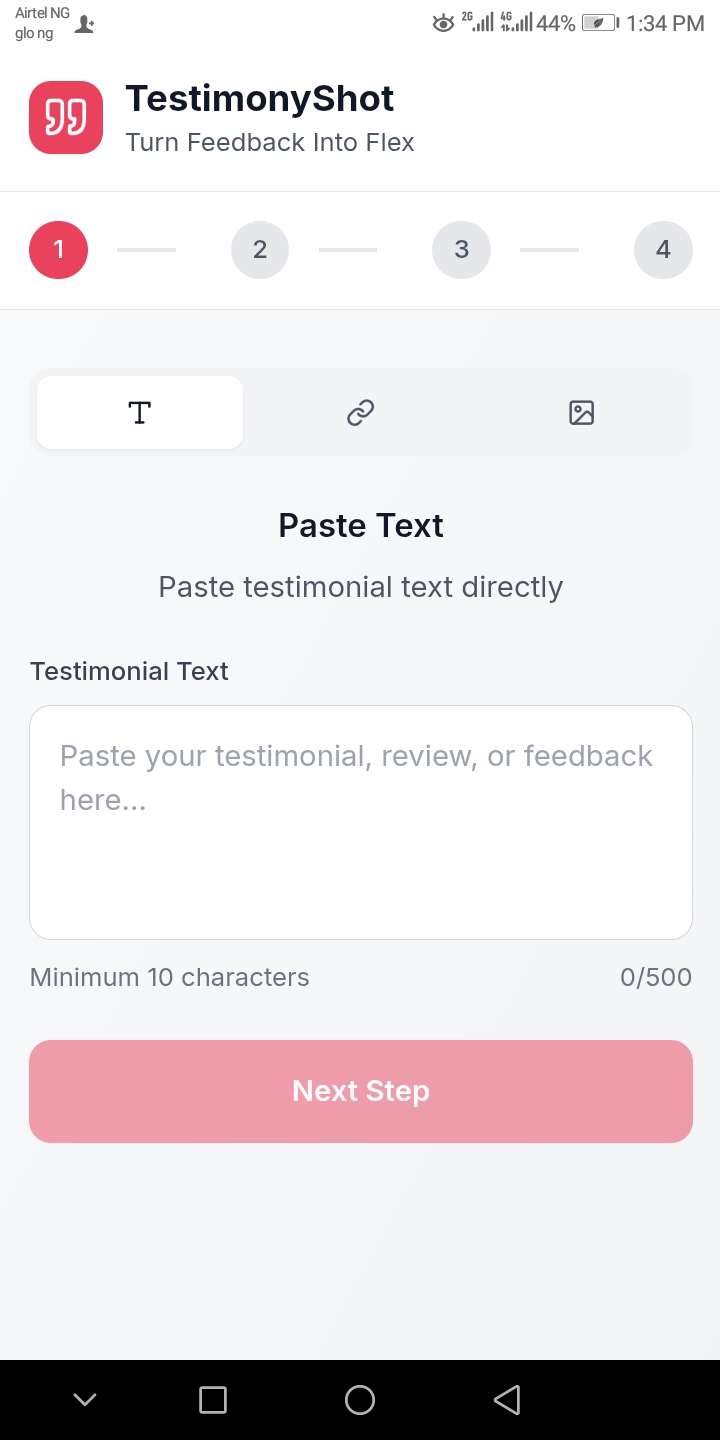 Airtel NG
glo ng
2G 4G 44% 1:34 PM
TestimonyShot
Turn Feedback Into Flex
1 2 3 4
Paste Text
Paste testimonial text directly
Testimonial Text
Paste your testimonial, review, or feedback
here...
Minimum 10 characters 0/500
Next Step